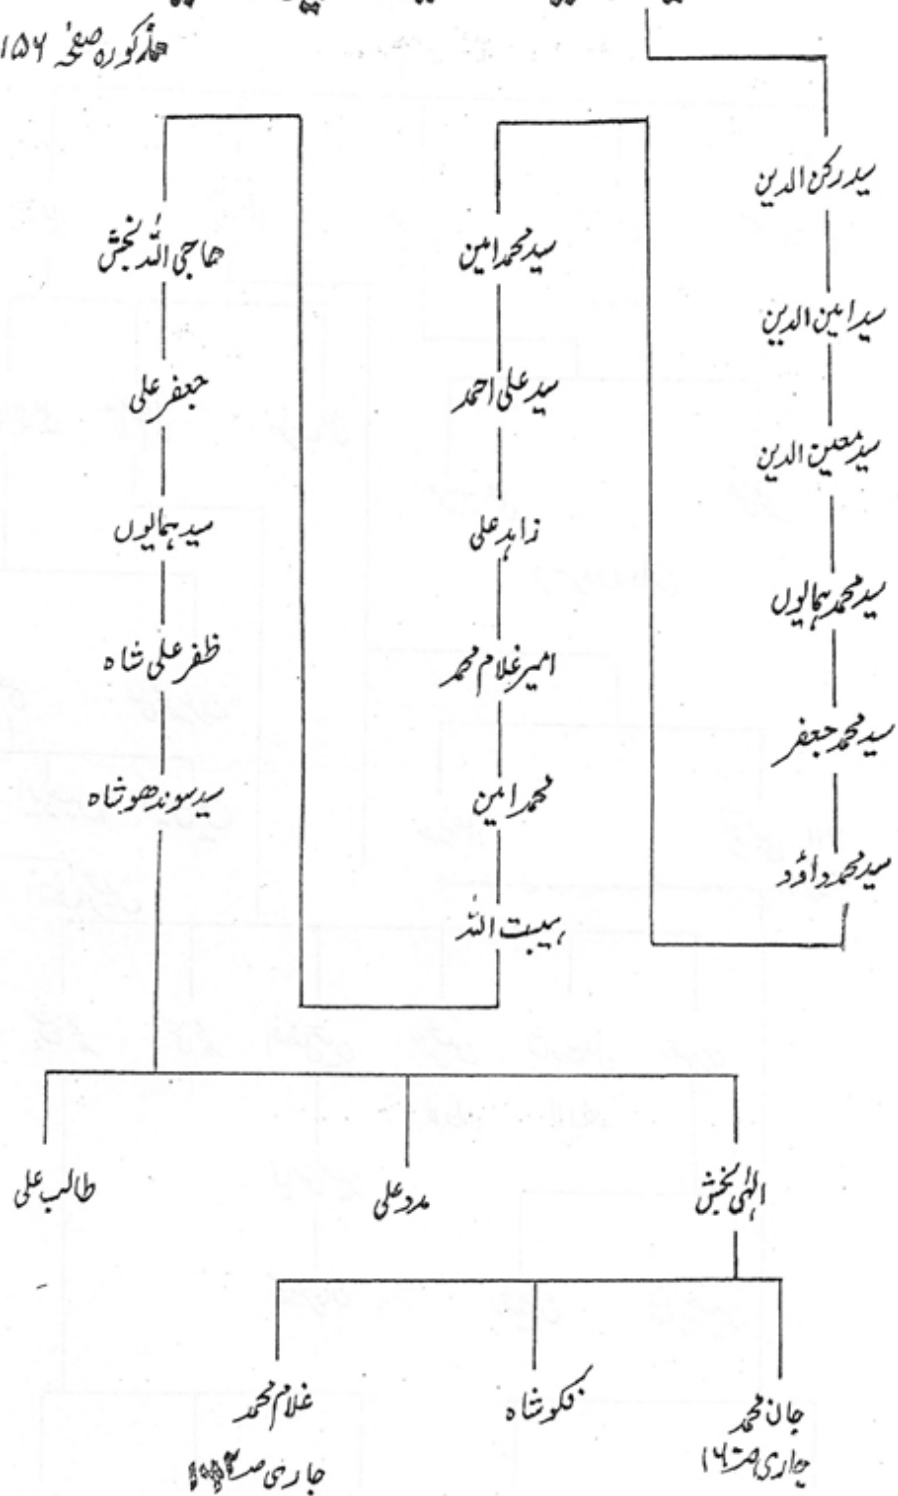 مذکورہ صفحہ ۱۵۶
سید رکن الدین
سید امین الدین
سید معین الدین
سید محمد ہمایوں
سید محمد جعفر
سید محمد داؤد
سید محمد امین
سید علی احمد
زاہد علی
امیر غلام محمد
محمد امین
ہیبت اللہ
حاجی اللہ بخش
جعفر علی
سید ہمایوں
ظفر علی شاہ
سید سوندھو شاہ
الہٰی بخش
مدد علی
طالب علی
جان محمد
جاری
ککو شاہ
غلام محمد
جاری